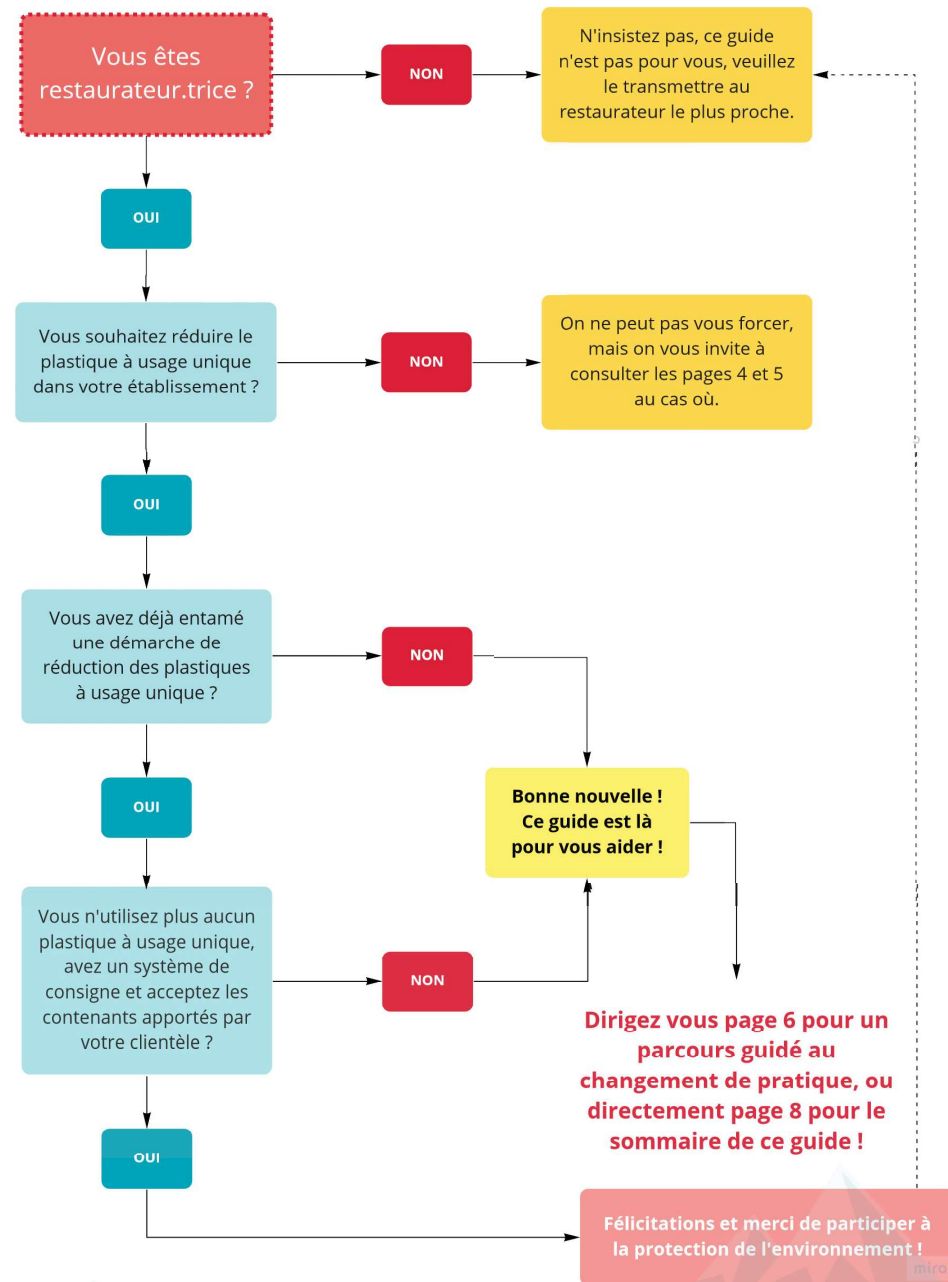 Vous êtes
restaurateur.trice ?
NON
N'insistez pas, ce guide
n'est pas pour vous, veuillez
le transmettre au
restaurateur le plus proche.
OUI
Vous souhaitez réduire le
plastique à usage unique
dans votre établissement ?
NON
On ne peut pas vous forcer,
mais on vous invite à
consulter les pages 4 et 5
au cas où.
OUI
Vous avez déjà entamé
une démarche de
réduction des plastiques
à usage unique ?
NON
Bonne nouvelle !
Ce guide est là
pour vous aider !
OUI
Vous n'utilisez plus aucun
plastique à usage unique,
avez un système de
consigne et acceptez les
contenants apportés par
votre clientèle ?
NON
Dirigez vous page 6 pour un
parcours guidé au
changement de pratique, ou
directement page 8 pour le
sommaire de ce guide !
OUI
Félicitations et merci de participer à
la protection de l'environnement !
miro